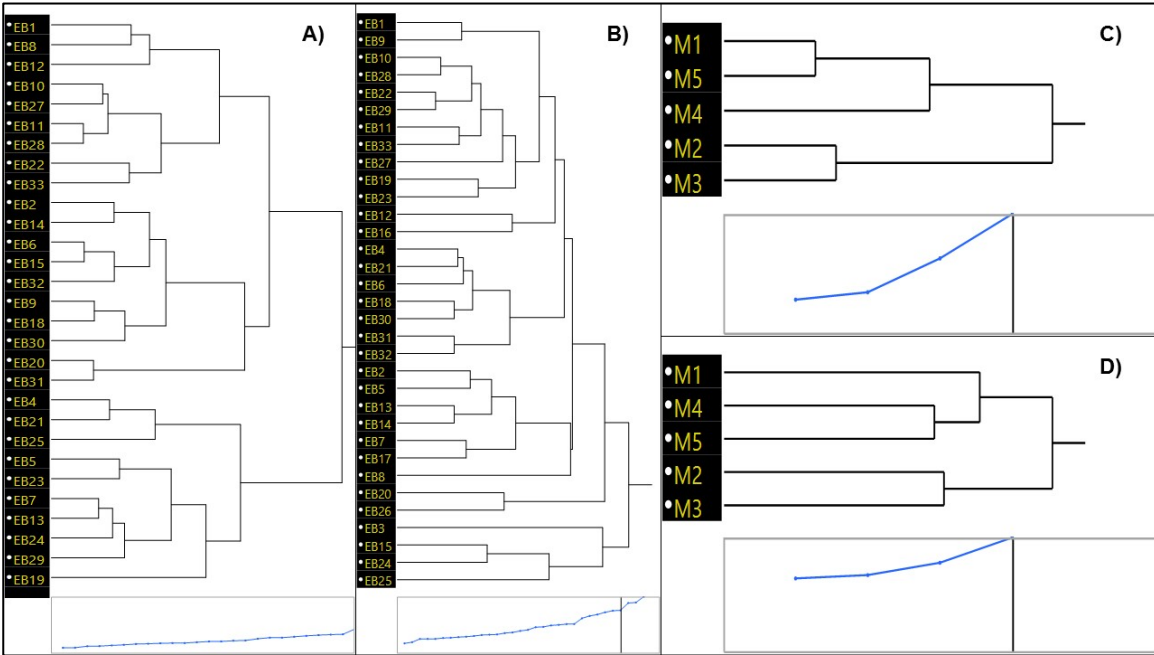 A)
EB1
EB8
EB12
EB10
EB27
EB11
EB28
EB22
EB33
EB2
EB14
EB6
EB15
EB32
EB9
EB18
EB30
EB20
EB31
EB4
EB21
EB25
EB5
EB23
EB7
EB13
EB24
EB29
EB19
B)
EB1
EB9
EB10
EB28
EB22
EB29
EB11
EB33
EB27
EB19
EB23
EB12
EB16
EB4
EB21
EB6
EB18
EB30
EB31
EB32
EB2
EB5
EB13
EB14
EB7
EB17
EB8
EB20
EB26
EB3
EB15
EB24
EB25
C)
M1
M5
M4
M2
M3
D)
M1
M4
M5
M2
M3